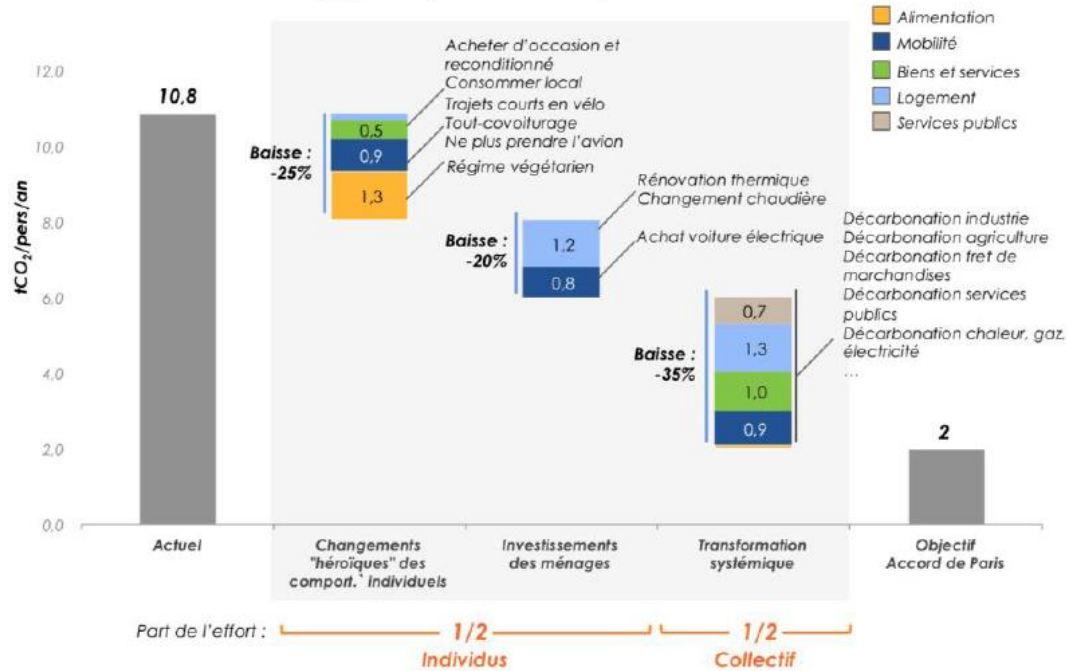 Alimentation
Mobilité
Biens et services
Logement
Services publics
tCO2/pers/an
12.0
10,0
8,0
6,0
4,0
2,0
0,0
10,8
Baisse :
-25%
0,5
0,9
1,3
Acheter d'occasion et
reconditionné
Consommer local
Trajets courts en vélo
Tout-covoiturage
Ne plus prendre l'avion
Régime végétarien
Baisse :
-20%
1,2
0,8
Rénovation thermique
Changement chaudière
Achat voiture électrique
Baisse :
-35%
0,7
1,3
1,0
0,9
Décarbonation industrie
Décarbonation agriculture
Décarbonation fret de
marchandises
Décarbonation services
publics
Décarbonation chaleur, gaz,
électricité
...
2
Actuel
Changements
"héroïques" des
comport.¹ individuels
Investissements
des ménages
Transformation
systémique
Objectif
Accord de Paris
Part de l'effort :
1/2
Individus
1/2
Collectif